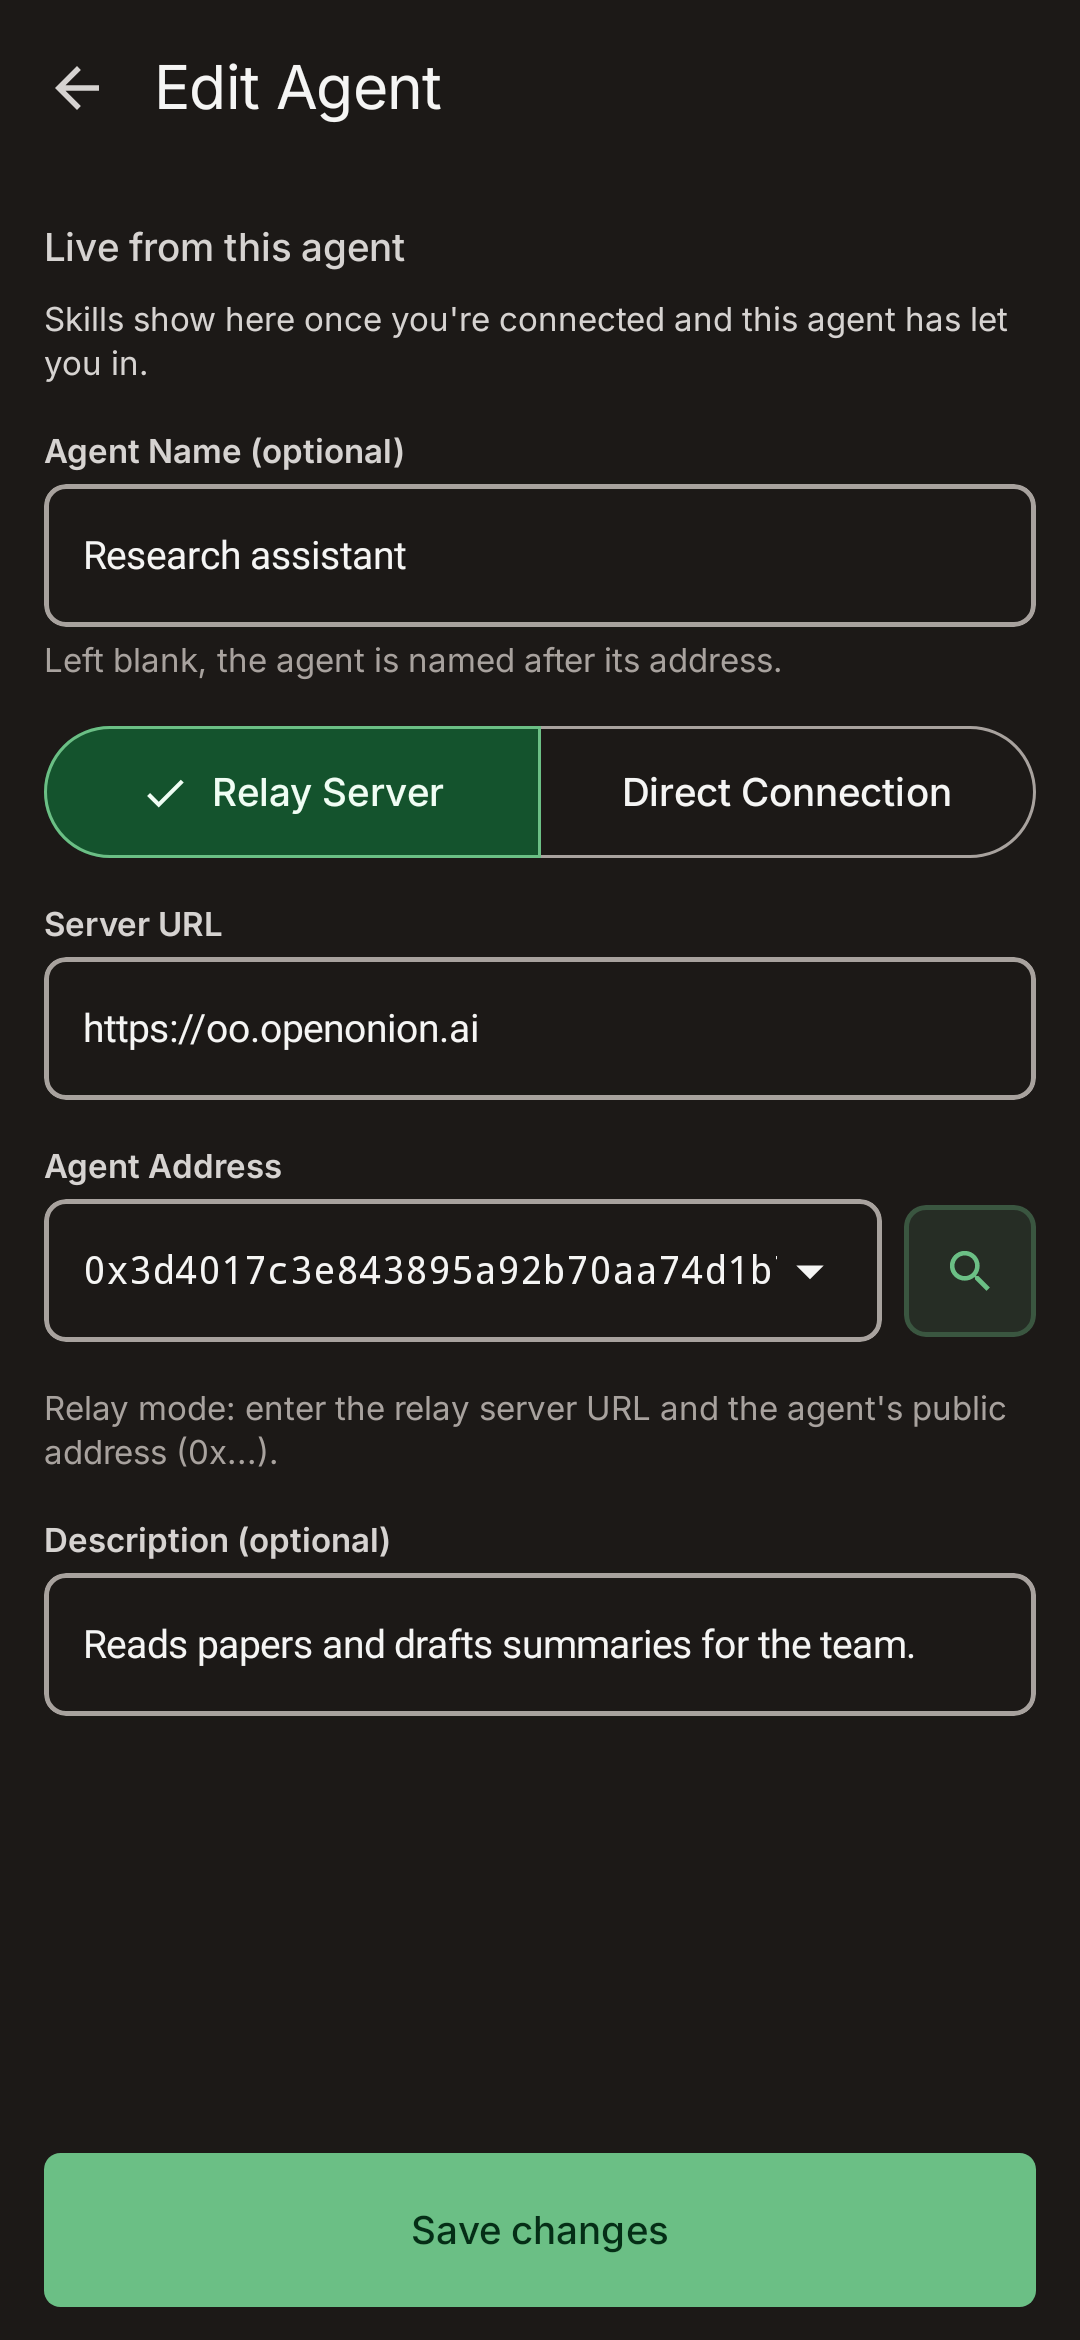 Edit Agent
Live from this agent
Skills show here once you're connected and this agent has let
you in.
Agent Name (optional)
Research assistant
Left blank, the agent is named after its address.
Relay Server
Direct Connection
Server URL
https://oo.openonion.ai
Agent Address
0x3d4017c3e843895a92b70aa74d1b
Relay mode: enter the relay server URL and the agent's public
address (0x...).
Description (optional)
Reads papers and drafts summaries for the team.
Save changes